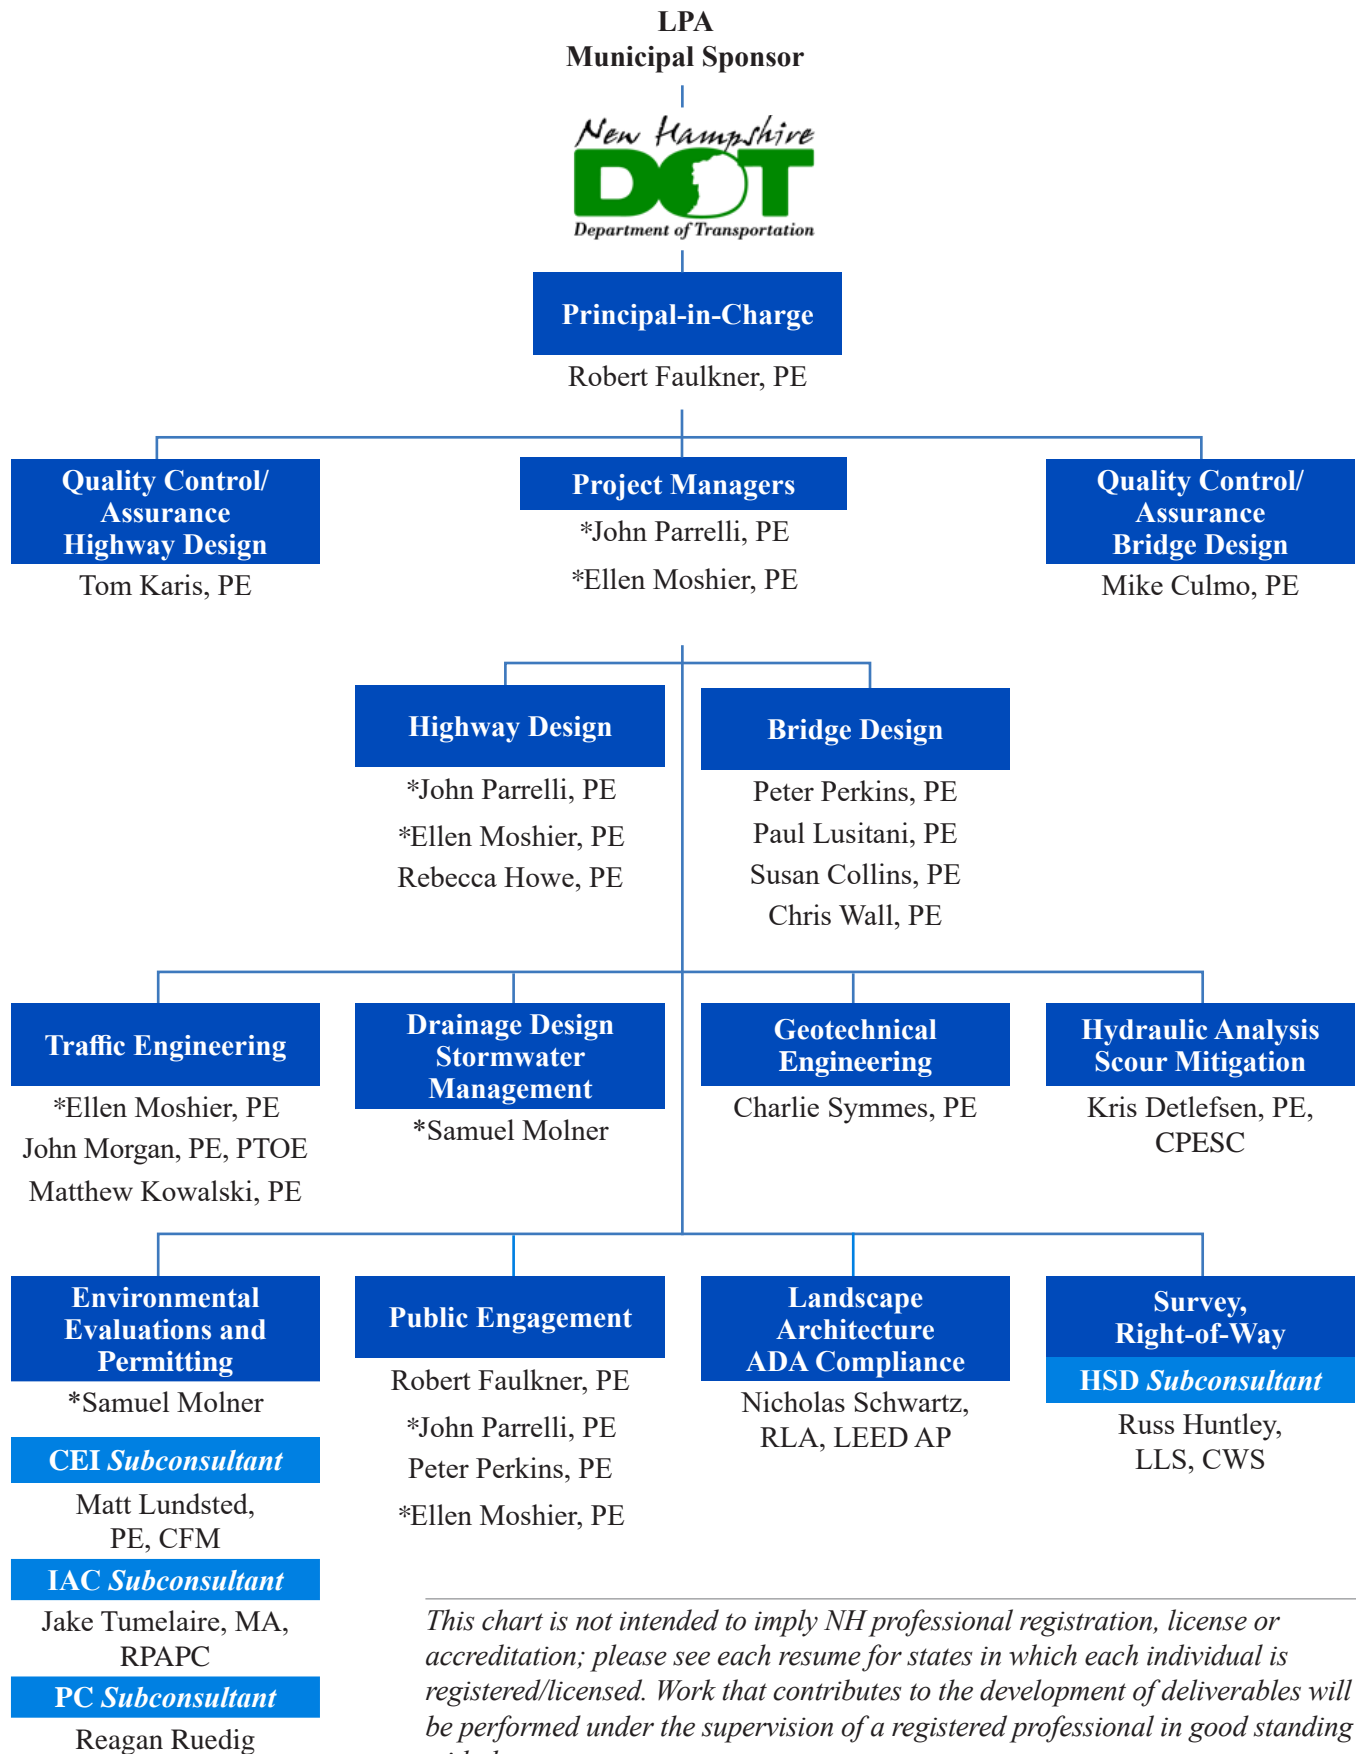 LPA
Municipal Sponsor
New Hampshire
DOT
Department of Transportation
Principal-in-Charge
Robert Faulkner, PE
Quality Control/
Assurance
Highway Design
Tom Karis, PE
Project Managers
*John Parrelli, PE
*Ellen Moshier, PE
Quality Control/
Assurance
Bridge Design
Mike Culmo, PE
Highway Design
*John Parrelli, PE
*Ellen Moshier, PE
Rebecca Howe, PE
Bridge Design
Peter Perkins, PE
Paul Lusitani, PE
Susan Collins, PE
Chris Wall, PE
Traffic Engineering
*Ellen Moshier, PE
John Morgan, PE, PTOE
Matthew Kowalski, PE
Drainage Design
Stormwater
Management
*Samuel Molner
Geotechnical
Engineering
Charlie Symmes, PE
Hydraulic Analysis
Scour Mitigation
Kris Detlefsen, PE,
CPESC
Environmental
Evaluations and
Permitting
*Samuel Molner
CEI Subconsultant
Matt Lundsted,
PE, CFM
IAC Subconsultant
Jake Tumelaire, MA,
RPAPC
PC Subconsultant
Reagan Ruedig
Public Engagement
Robert Faulkner, PE
*John Parrelli, PE
Peter Perkins, PE
*Ellen Moshier, PE
Landscape
Architecture
ADA Compliance
Nicholas Schwartz,
RLA, LEED AP
Survey,
Right-of-Way
HSD Subconsultant
Russ Huntley,
LLS, CWS
This chart is not intended to imply NH professional registration, license or
accreditation; please see each resume for states in which each individual is
registered/licensed. Work that contributes to the development of deliverables will
be performed under the supervision of a registered professional in good standing